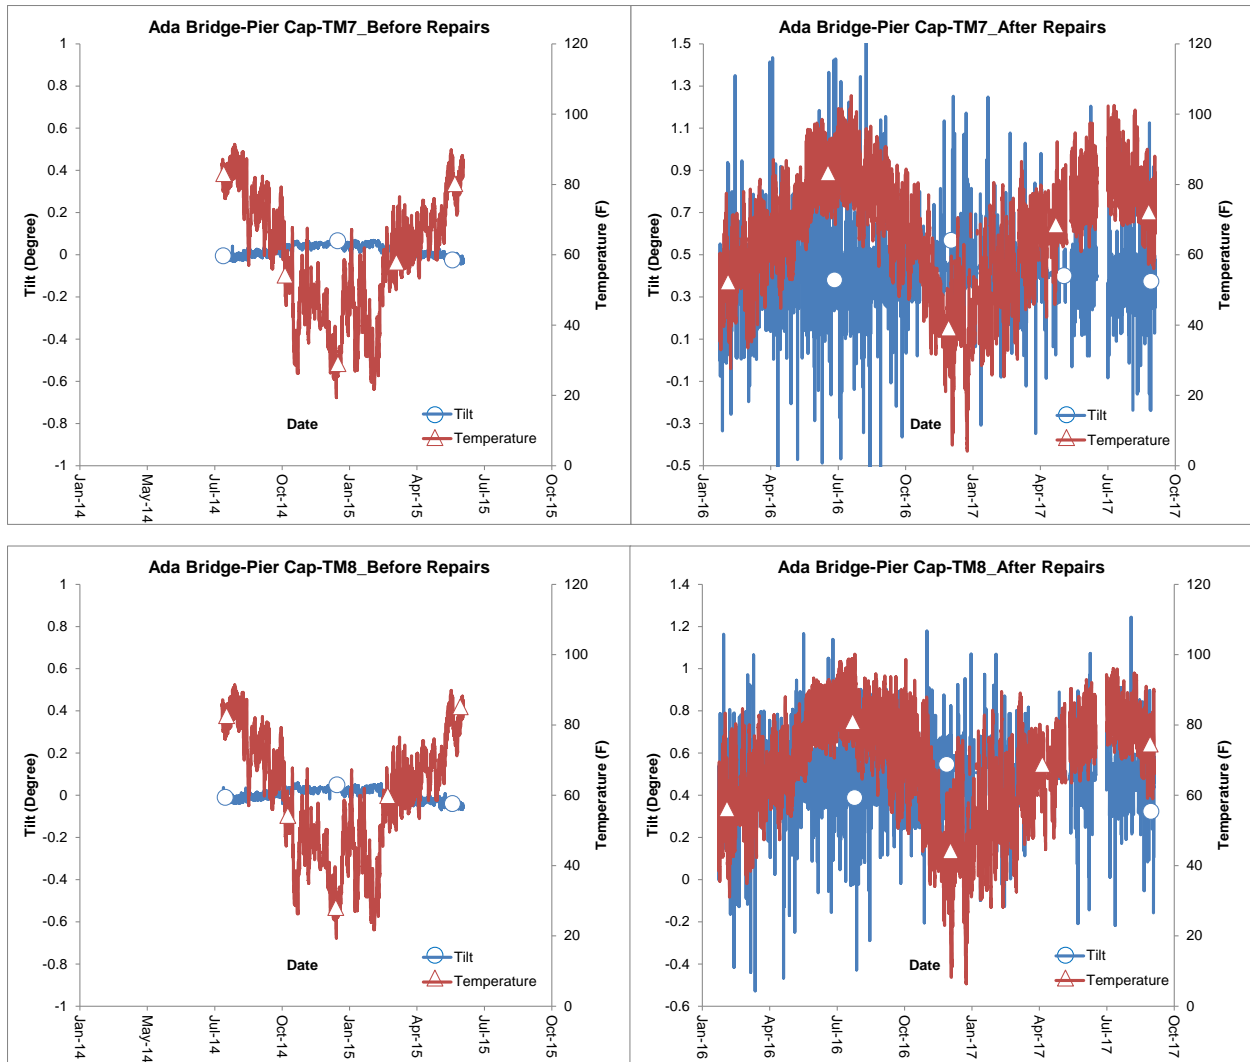 Ada Bridge-Pier Cap-TM7_Before Repairs
1
0.8
0.6
0.4
0.2
0
-0.2
-0.4
-0.6
-0.8
-1
Tilt (Degree)
120
100
80
60
40
20
0
Temperature (F)
Date
Tilt
Temperature
Jan-14
May-14
Jul-14
Oct-14
Jan-15
Apr-15
Jul-15
Oct-15
Ada Bridge-Pier Cap-TM7_After Repairs
1.5
1.3
1.1
0.9
0.7
0.5
0.3
0.1
-0.1
-0.3
-0.5
Tilt (Degree)
120
100
80
60
40
20
0
Temperature (F)
Date
Tilt
Temperature
Jan-16
Apr-16
Jul-16
Oct-16
Jan-17
Apr-17
Jul-17
Oct-17
Ada Bridge-Pier Cap-TM8_Before Repairs
1
0.8
0.6
0.4
0.2
0
-0.2
-0.4
-0.6
-0.8
-1
Tilt (Degree)
120
100
80
60
40
20
0
Temperature (F)
Date
Tilt
Temperature
Jan-14
May-14
Jul-14
Oct-14
Jan-15
Apr-15
Jul-15
Oct-15
Ada Bridge-Pier Cap-TM8_After Repairs
1.4
1.2
1
0.8
0.6
0.4
0.2
0
-0.2
-0.4
-0.6
Tilt (Degree)
120
100
80
60
40
20
0
Temperature (F)
Date
Tilt
Temperature
Jan-16
Apr-16
Jul-16
Oct-16
Jan-17
Apr-17
Jul-17
Oct-17